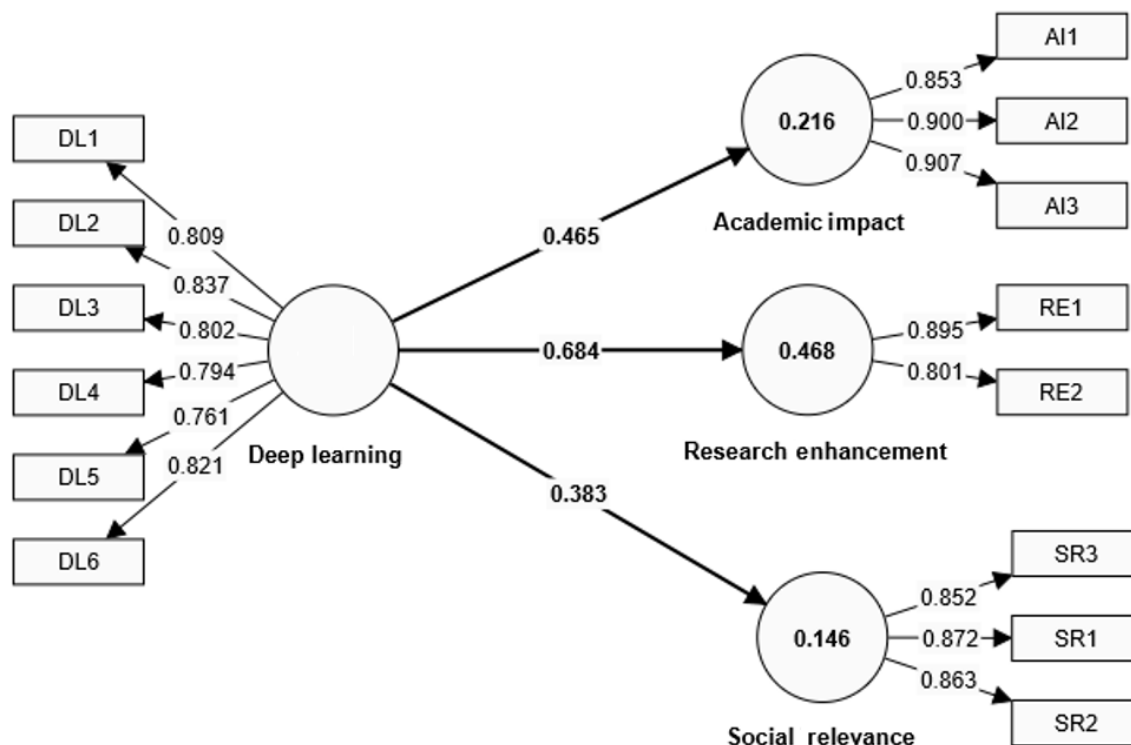 DL1
DL2
DL3
DL4
DL5
DL6
0.809
0.837
0.802
0.794
0.761
0.821
Deep learning
0.465
0.684
0.383
0.216
Academic impact
0.853
0.900
0.907
AI1
AI2
AI3
0.468
Research enhancement
0.895
0.801
RE1
RE2
0.146
Social relevance
0.852
0.872
0.863
SR3
SR1
SR2